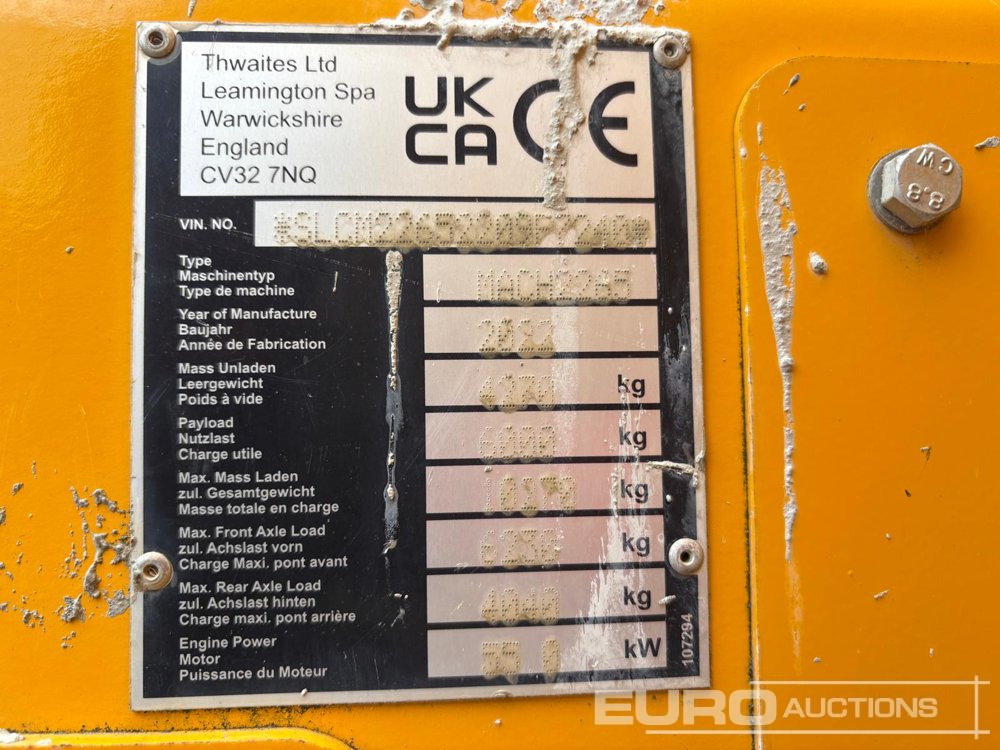 Thwaites Ltd
Leamington Spa
Warwickshire
England
CV32 7NQ
UK
CA
CE
VIN. NO.
Type
Maschinentyp
Type de machine
Year of Manufacture
Baujahr
Année de Fabrication
Mass Unladen
Leergewicht
Poids à vide
kg
Payload
Nutzlast
Charge utile
6000 kg
Max. Mass Laden
zul. Gesamtgewicht
Masse totale en charge
kg
Max. Front Axle Load
zul. Achslast vorn
Charge Maxi. pont avant
6250 kg
Max. Rear Axle Load
zul. Achslast hinten
Charge maxi. pont arrière
4040 kg
Engine Power
Motor
Puissance du Moteur
kW
107294
8.8
CW
EURO AUCTIONS